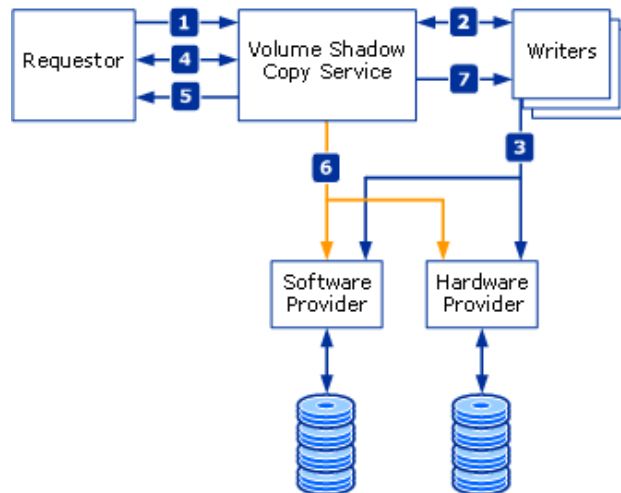 1
2
Requestor
4
Volume Shadow
Copy Service
Writers
5
7
3
6
Software
Provider
Hardware
Provider